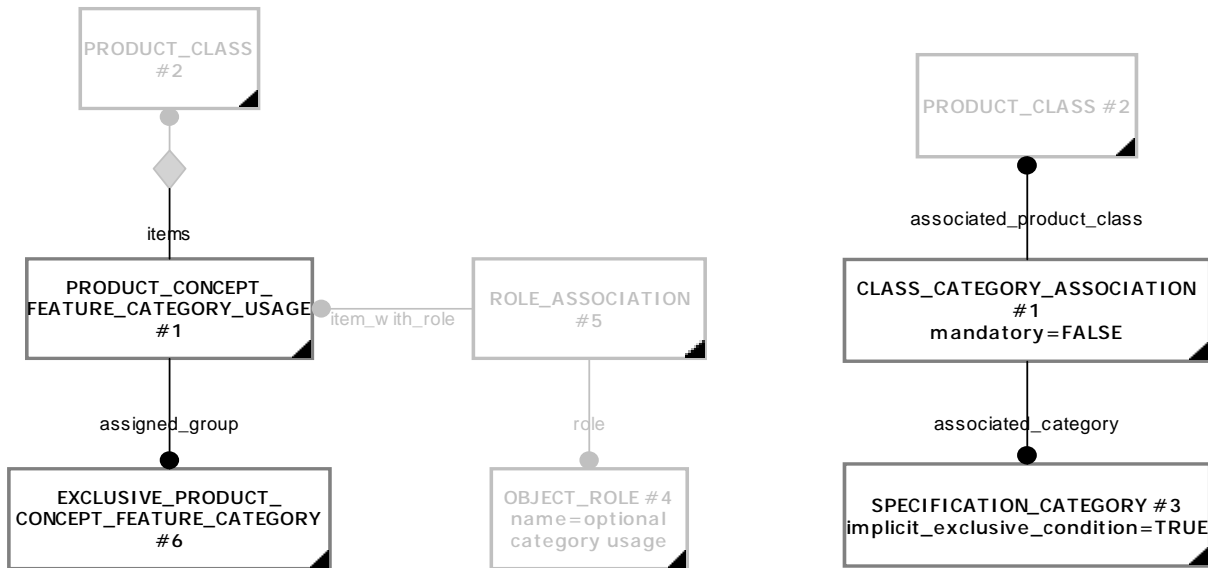 PRODUCT_CLASS
#2
items
PRODUCT_CONCEPT_
FEATURE_CATEGORY_USAGE
#1
item_with_role
ROLE_ASSOCIATION
#5
assigned_group
role
EXCLUSIVE_PRODUCT_
CONCEPT_FEATURE_CATEGORY
#6
OBJECT_ROLE #4
name=optional
category usage
PRODUCT_CLASS #2
associated_product_class
CLASS_CATEGORY_ASSOCIATION
#1
mandatory=FALSE
associated_category
SPECIFICATION_CATEGORY #3
implicit_exclusive_condition=TRUE